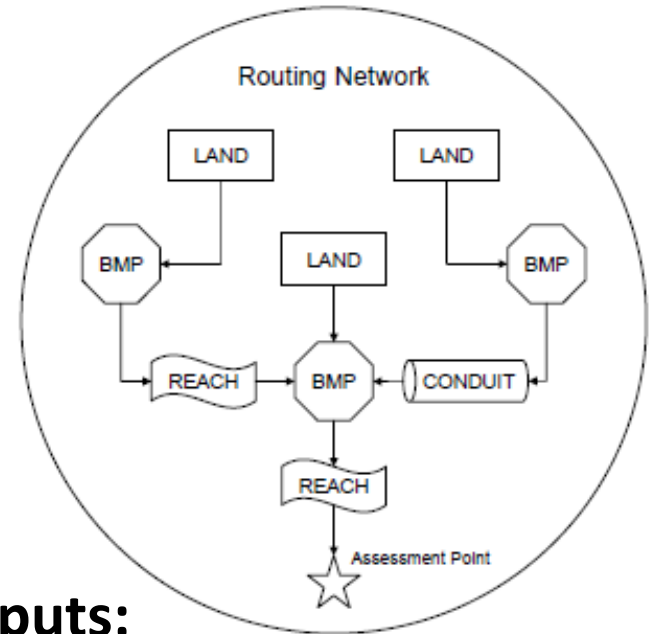 Routing Network
LAND
LAND
BMP
LAND
BMP
REACH
BMP
CONDUIT
REACH
Assessment Point
puts: